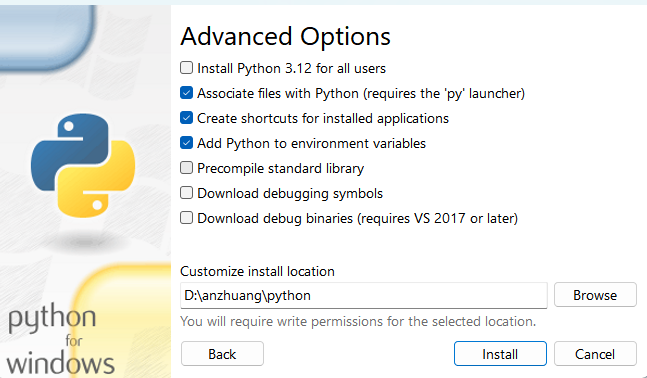 Advanced Options
Install Python 3.12 for all users
Associate files with Python (requires the 'py' launcher)
Create shortcuts for installed applications
Add Python to environment variables
Precompile standard library
Download debugging symbols
Download debug binaries (requires VS 2017 or later)
Customize install location
D:\anzhuang\python
Browse
You will require write permissions for the selected location.
python
for
windows
Back
Install
Cancel